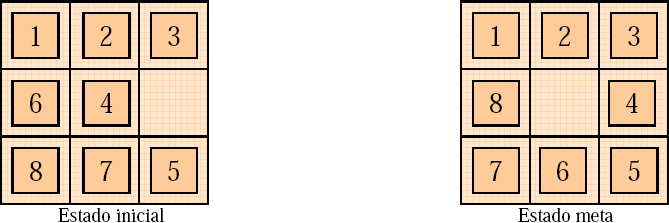 1 2 3 1 2 3
6 4 8 4
8 7 5 7 6 5
Estado inicial Estado meta